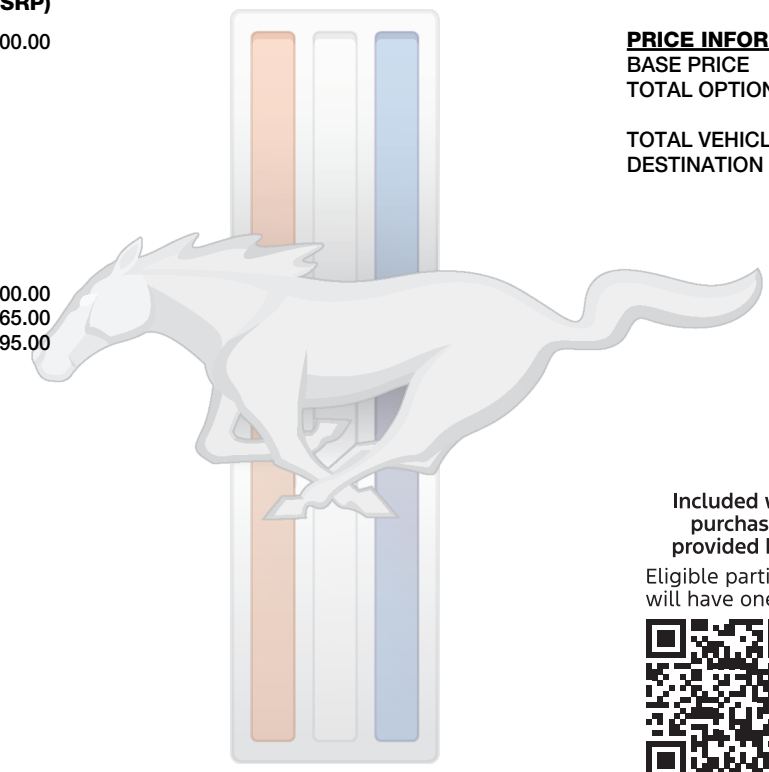 SRP)
00.00
00.00
65.00
95.00
PRICE INFOR
BASE PRICE
TOTAL OPTION
TOTAL VEHICL
DESTINATION
Included w
purchas
provided b
Eligible parti
will have one